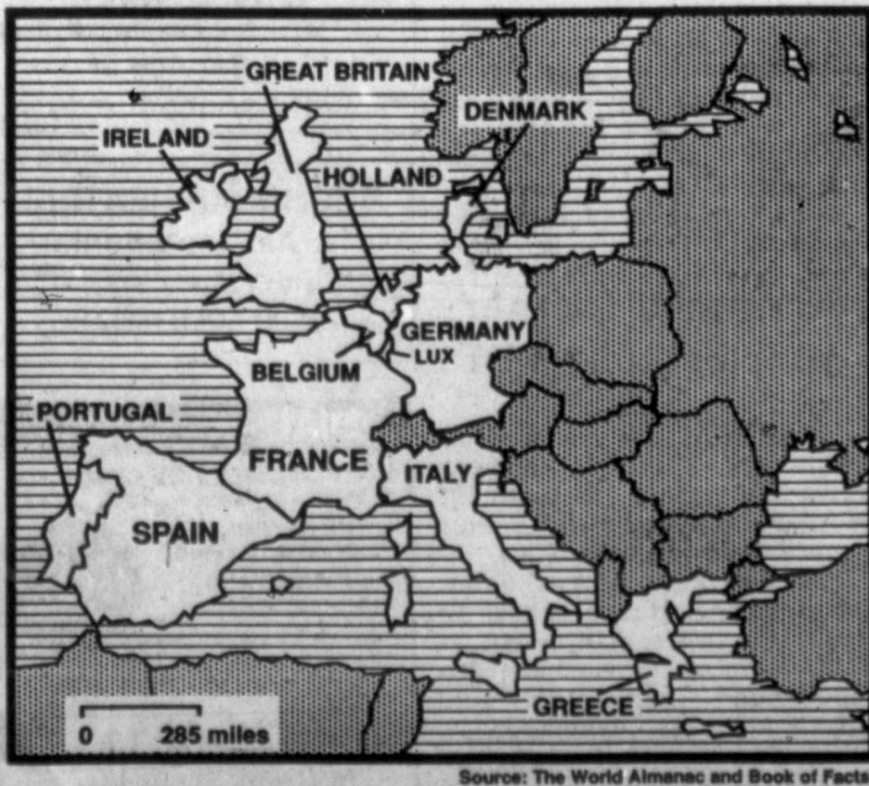 GREAT BRITAIN
DENMARK
IRELAND
HOLLAND
GERMANY
LUX
BELGIUM
PORTUGAL
FRANCE
ITALY
SPAIN
GREECE
0 285 miles
Source: The World Almanac and Book of Facts